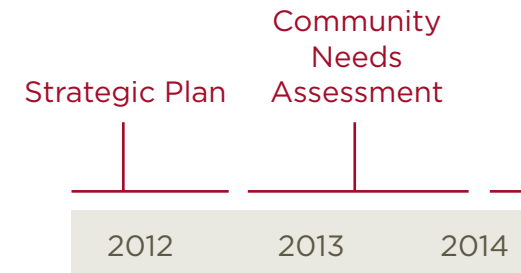 Strategic Plan
Community
Needs
Assessment
2012 2013 2014